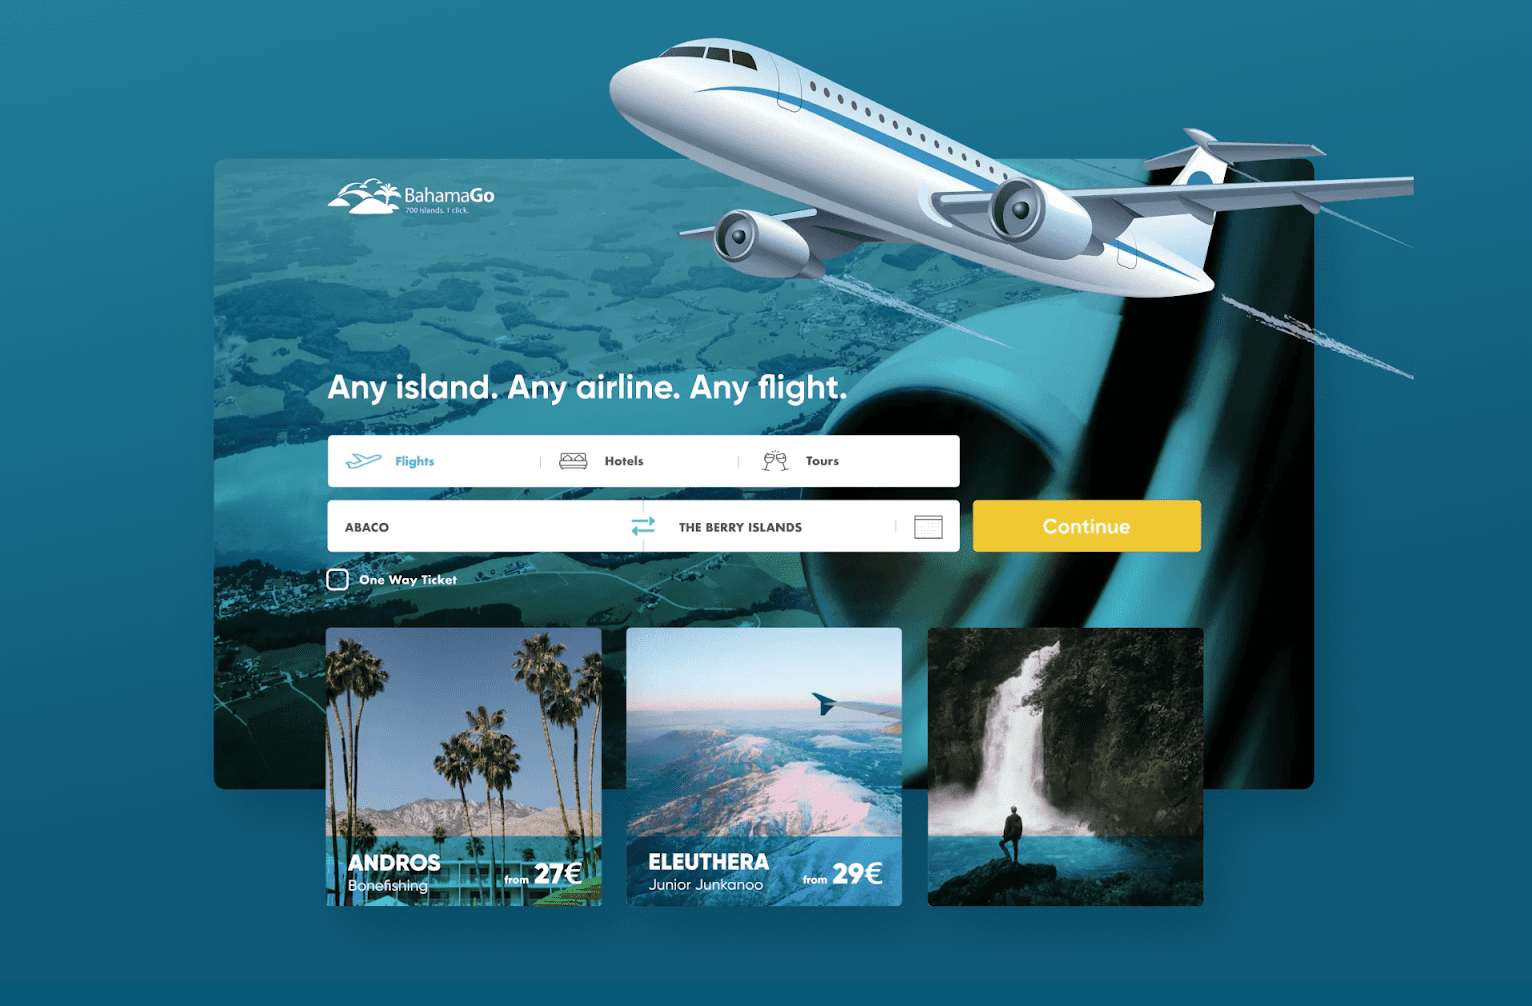 BahamaGo
700 islands. 1 click.
Any island. Any airline. Any flight.
Flights
Hotels
Tours
ABACO
THE BERRY ISLANDS
Continue
One Way Ticket
ANDROS
Bonefishing
from 27€
ELEUTHERA
Junior Junkanoo
from 29€